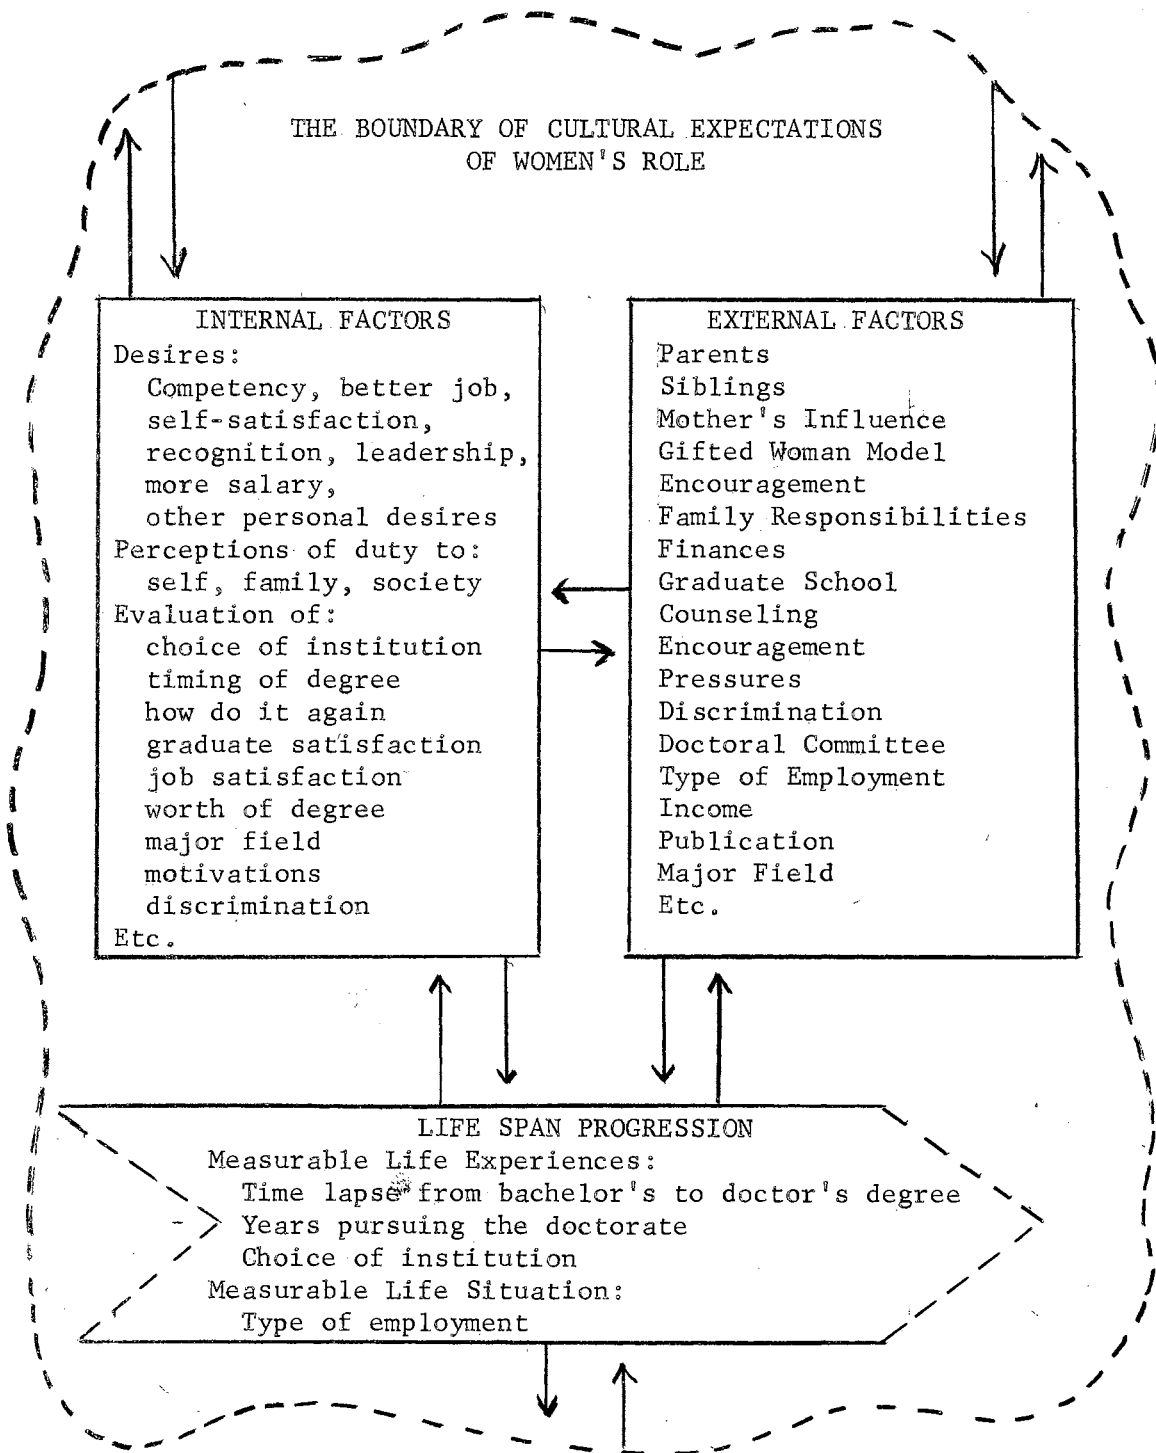 THE BOUNDARY OF CULTURAL EXPECTATIONS
OF WOMEN'S ROLE
INTERNAL FACTORS
Desires:
Competency, better job,
self-satisfaction,
recognition, leadership,
more salary,
other personal desires
Perceptions of duty to:
self, family, society
Evaluation of:
choice of institution
timing of degree
how do it again
graduate satisfaction
job satisfaction
worth of degree
major field
motivations
discrimination
Etc.
EXTERNAL FACTORS
Parents
Siblings
Mother's Influence
Gifted Woman Model
Encouragement
Family Responsibilities
Finances
Graduate School
Counseling
Encouragement
Pressures
Discrimination
Doctoral Committee
Type of Employment
Income
Publication
Major Field
Etc.
LIFE SPAN PROGRESSION
Measurable Life Experiences:
Time lapse from bachelor's to doctor's degree
Years pursuing the doctorate
Choice of institution
Measurable Life Situation:
Type of employment